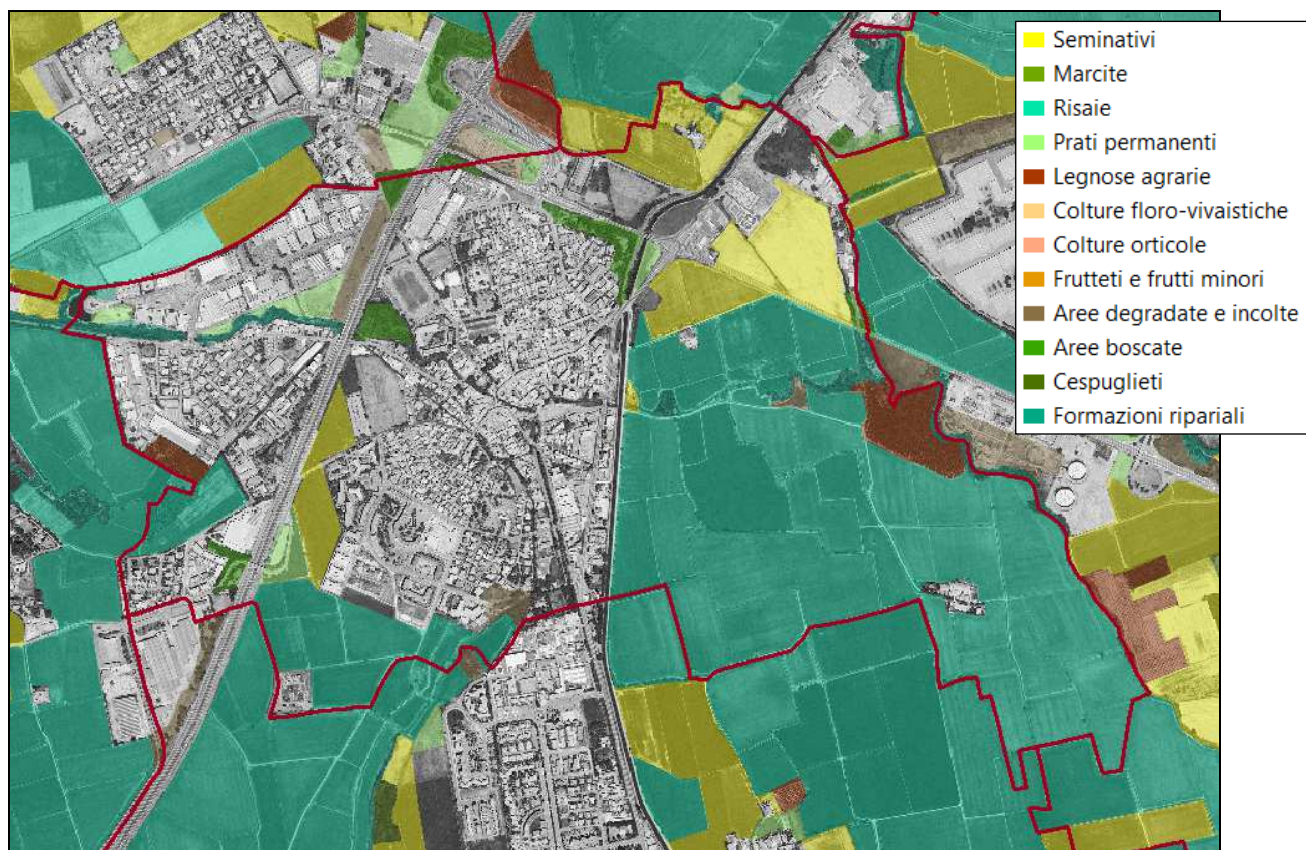 Seminativi
Marcite
Risaie
Prati permanenti
Legnose agrarie
Colture floro-vivaistiche
Colture orticole
Frutteti e frutti minori
Aree degradate e incolte
Aree boscate
Cespuglieti
Formazioni ripariali